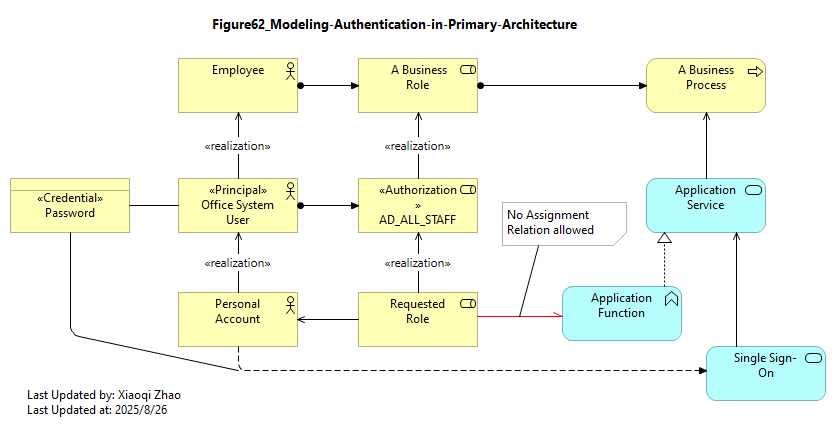 Figure62_Modeling-Authentication-in-Primary-Architecture
Employee
A Business
Role
A Business
Process
«realization»
«realization»
«Credential»
Password
«Principal»
Office System
User
«Authorization
»
AD_ALL_STAFF
Application
Service
No Assignment
Relation allowed
«realization»
«realization»
Personal
Account
Requested
Role
Application
Function
Single Sign-
On
Last Updated by: Xiaoqi Zhao
Last Updated at: 2025/8/26